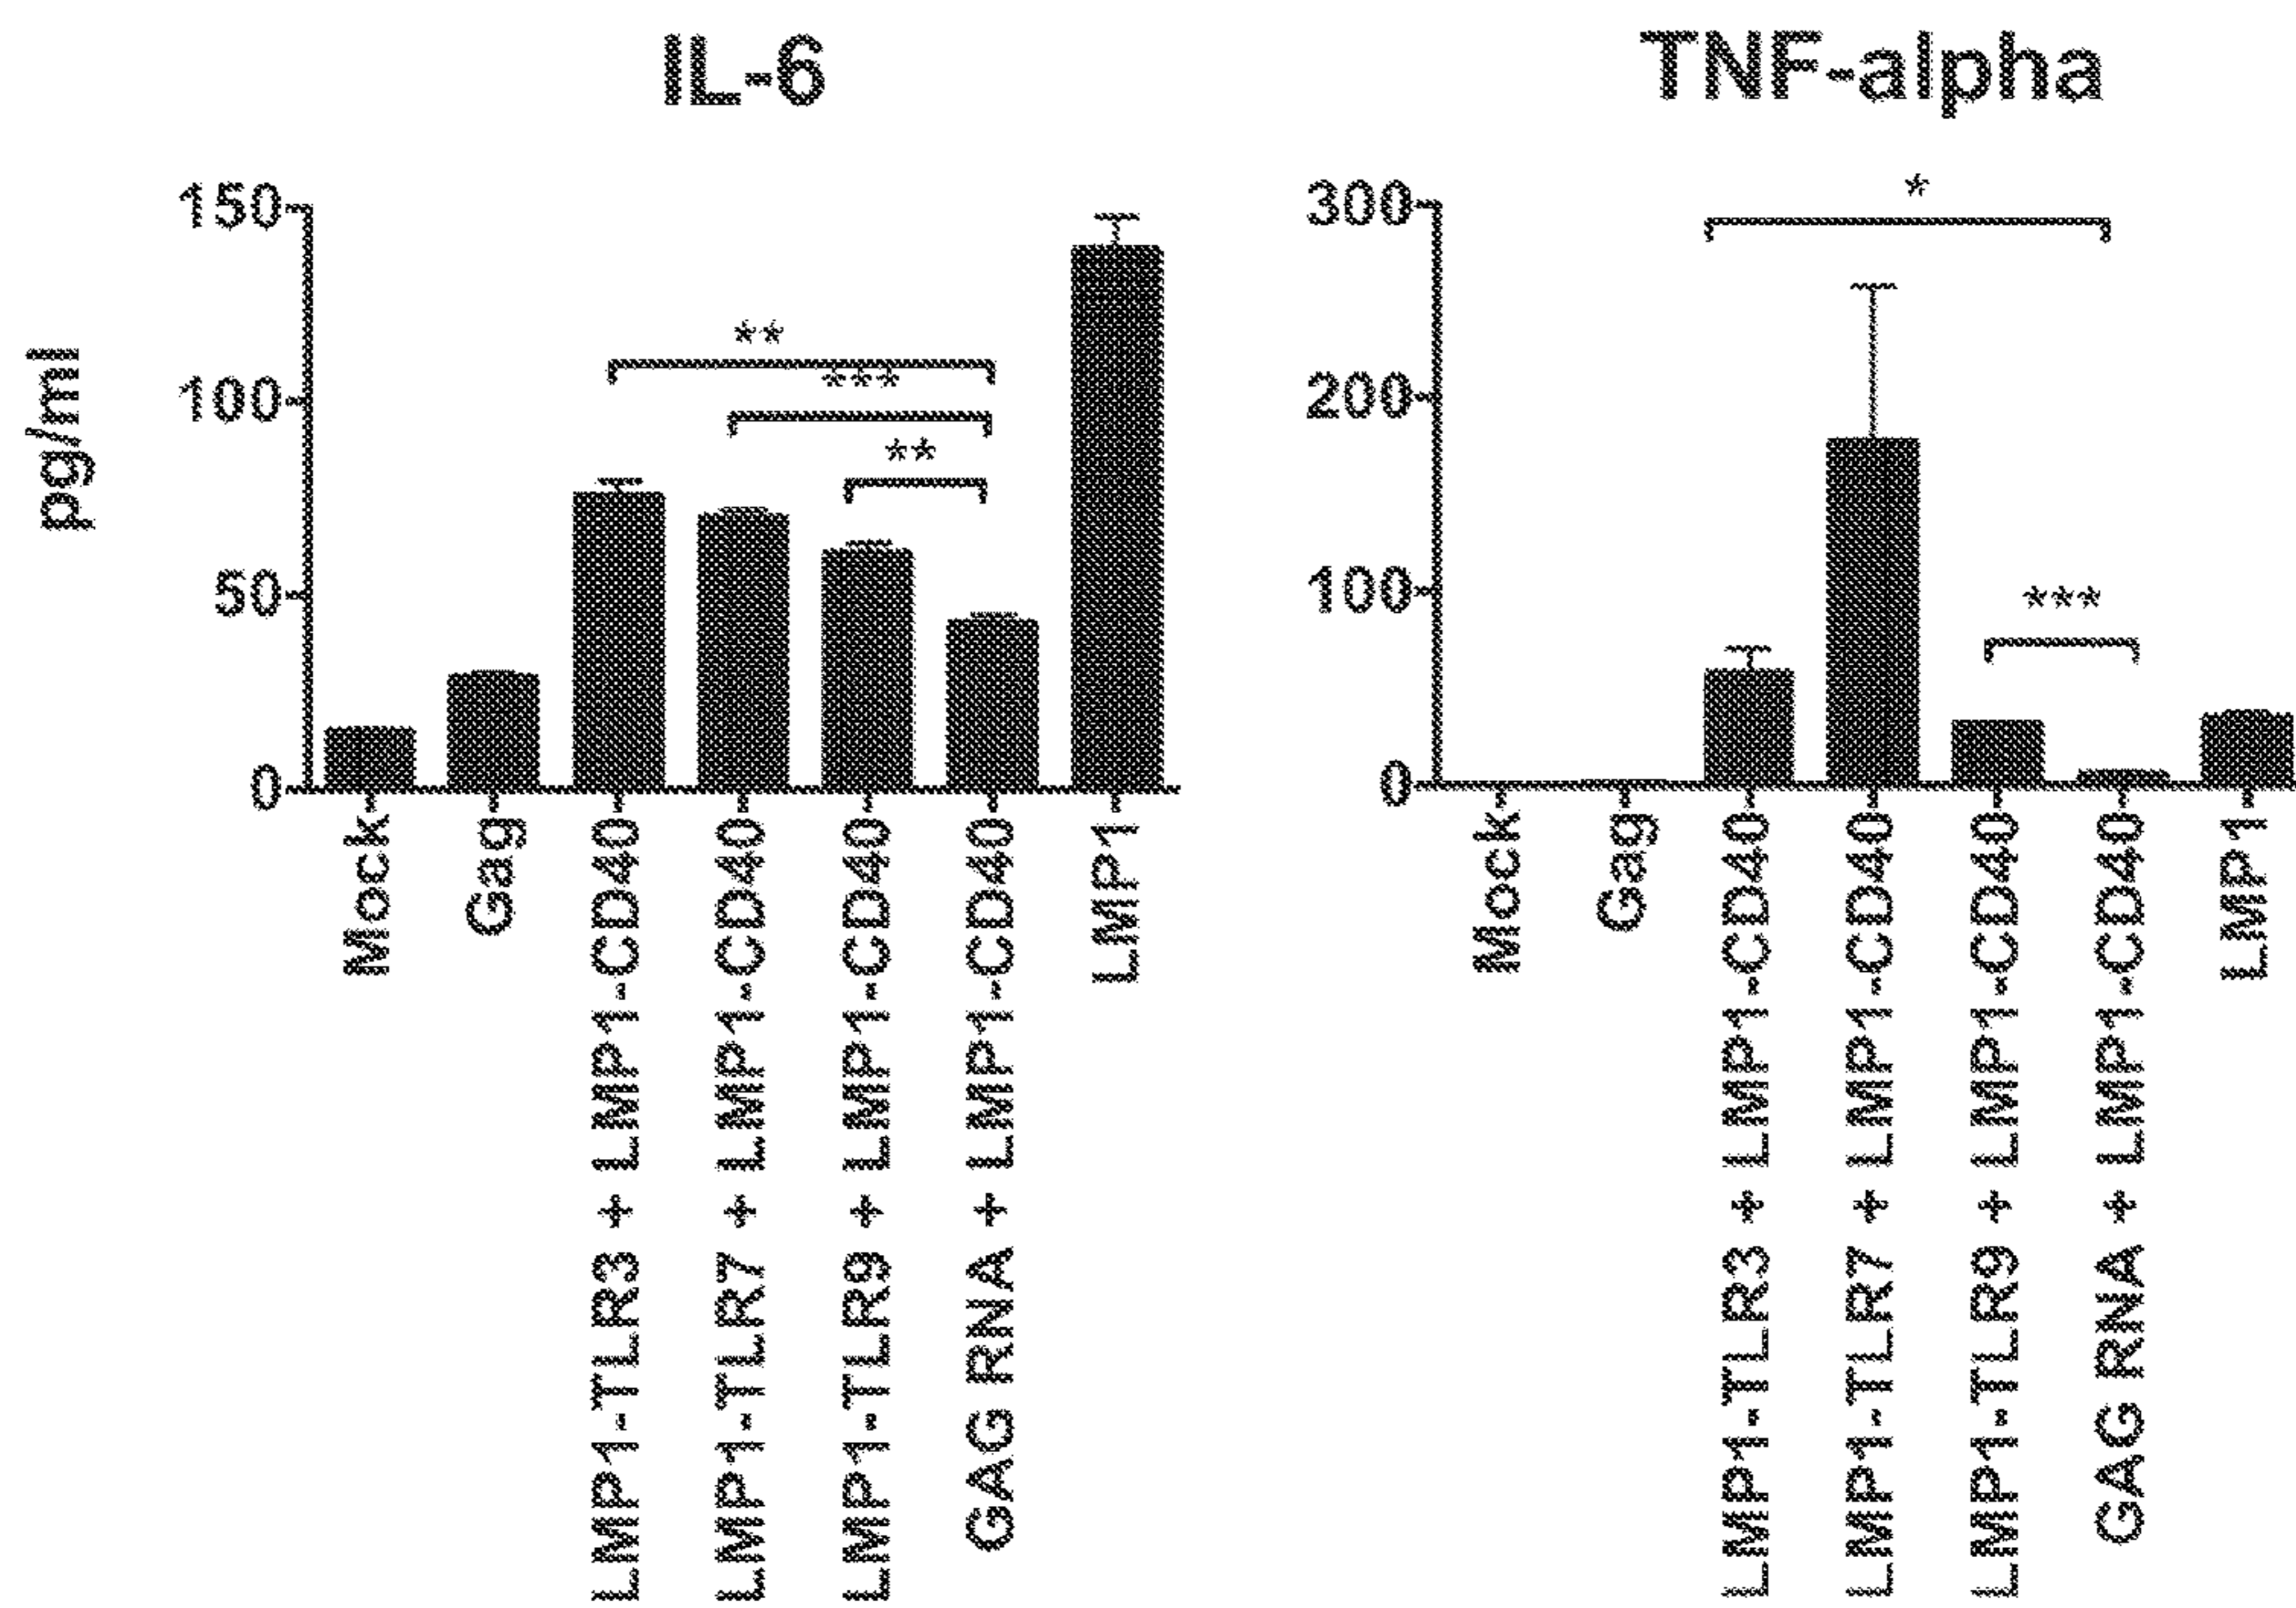 IL-6
pg/ml
150
100
50
0
**
***
**
Mock
Gag
LMP1-TLR3 + LMP1-CD40
LMP1-TLR7 + LMP1-CD40
LMP1-TLR9 + LMP1-CD40
GAG RNA + LMP1-CD40
LMP1
TNF-alpha
300
200
100
0
*
***
Mock
Gag
LMP1-TLR3 + LMP1-CD40
LMP1-TLR7 + LMP1-CD40
LMP1-TLR9 + LMP1-CD40
GAG RNA + LMP1-CD40
LMP1